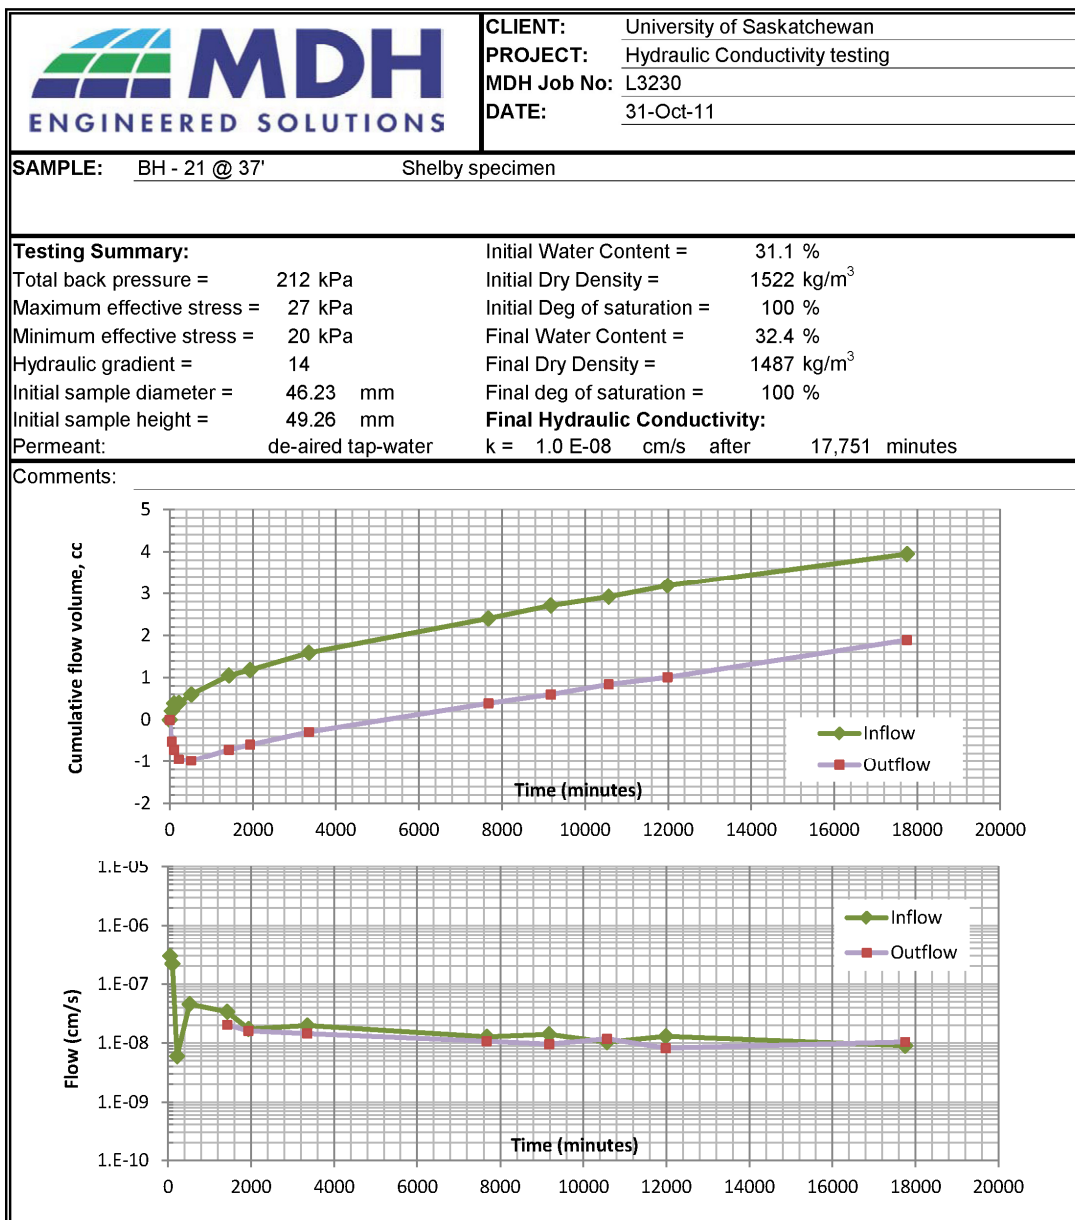 MDH
ENGINEERED SOLUTIONS
CLIENT: University of Saskatchewan
PROJECT: Hydraulic Conductivity testing
MDH Job No: L3230
DATE: 31-Oct-11
SAMPLE: BH - 21 @ 37' Shelby specimen
Testing Summary:
Total back pressure = 212 kPa
Maximum effective stress = 27 kPa
Minimum effective stress = 20 kPa
Hydraulic gradient = 14
Initial sample diameter = 46.23 mm
Initial sample height = 49.26 mm
Permeant: de-aired tap-water
Initial Water Content = 31.1 %
Initial Dry Density = 1522 kg/m³
Initial Deg of saturation = 100 %
Final Water Content = 32.4 %
Final Dry Density = 1487 kg/m³
Final deg of saturation = 100 %
Final Hydraulic Conductivity:
k = 1.0 E-08 cm/s after 17,751 minutes
Comments:
Cumulative flow volume, cc
5
4
3
2
1
0
-1
-2
Inflow
Outflow
Time (minutes)
0 2000 4000 6000 8000 10000 12000 14000 16000 18000 20000
Flow (cm/s)
1.E-05
1.E-06
1.E-07
1.E-08
1.E-09
1.E-10
Inflow
Outflow
Time (minutes)
0 2000 4000 6000 8000 10000 12000 14000 16000 18000 20000